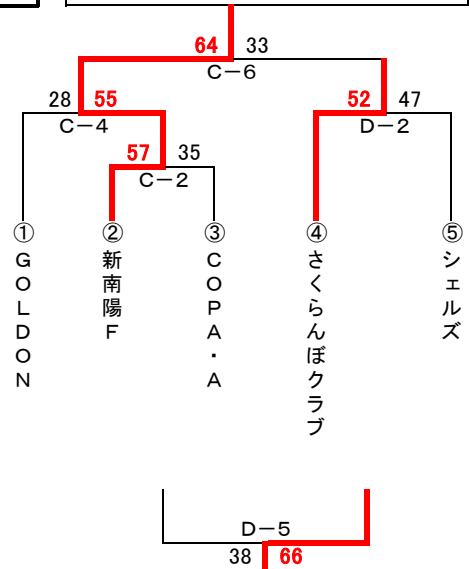 64 33
C-6
28 55
C-4
52 47
D-2
57 35
C-2
① GOLDON
② 新南陽F
③ COPA・A
④ さくらんぼクラブ
⑤ シェルズ
D-5
38 66